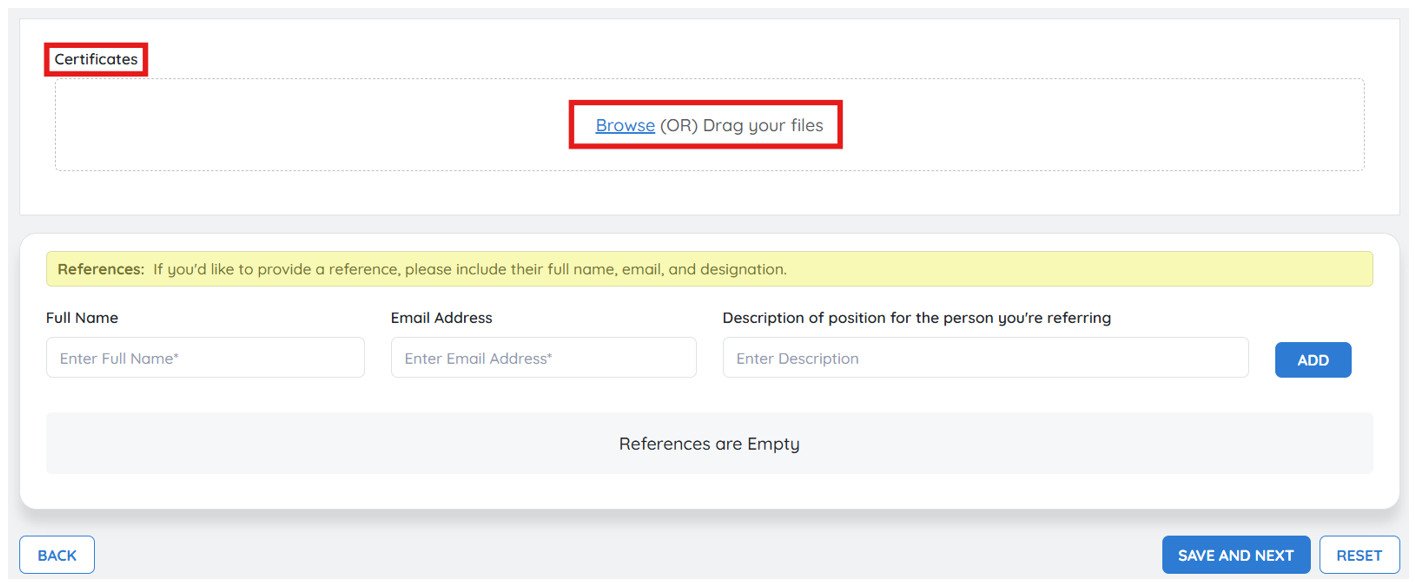 Certificates
Browse (OR) Drag your files
References: If you'd like to provide a reference, please include their full name, email, and designation.
Full Name
Email Address
Description of position for the person you're referring
Enter Full Name*
Enter Email Address*
Enter Description
ADD
References are Empty
BACK
SAVE AND NEXT
RESET